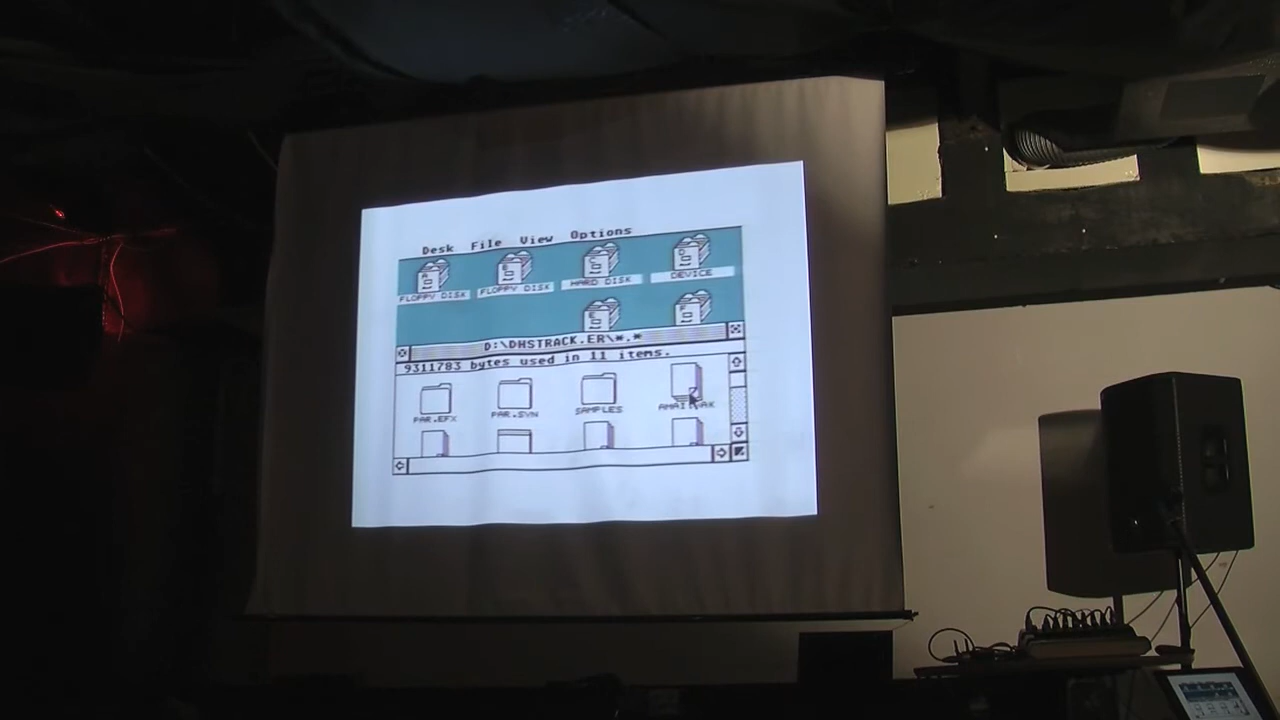 Desk File View Options
A B C D
FLOPPY DISK FLOPPY DISK HARD DISK DEVICE
E F
D:\DHSTRACK.ER\*.*
9311783 bytes used in 11 items.
PAR.EFX PAR.SVN SAMPLES